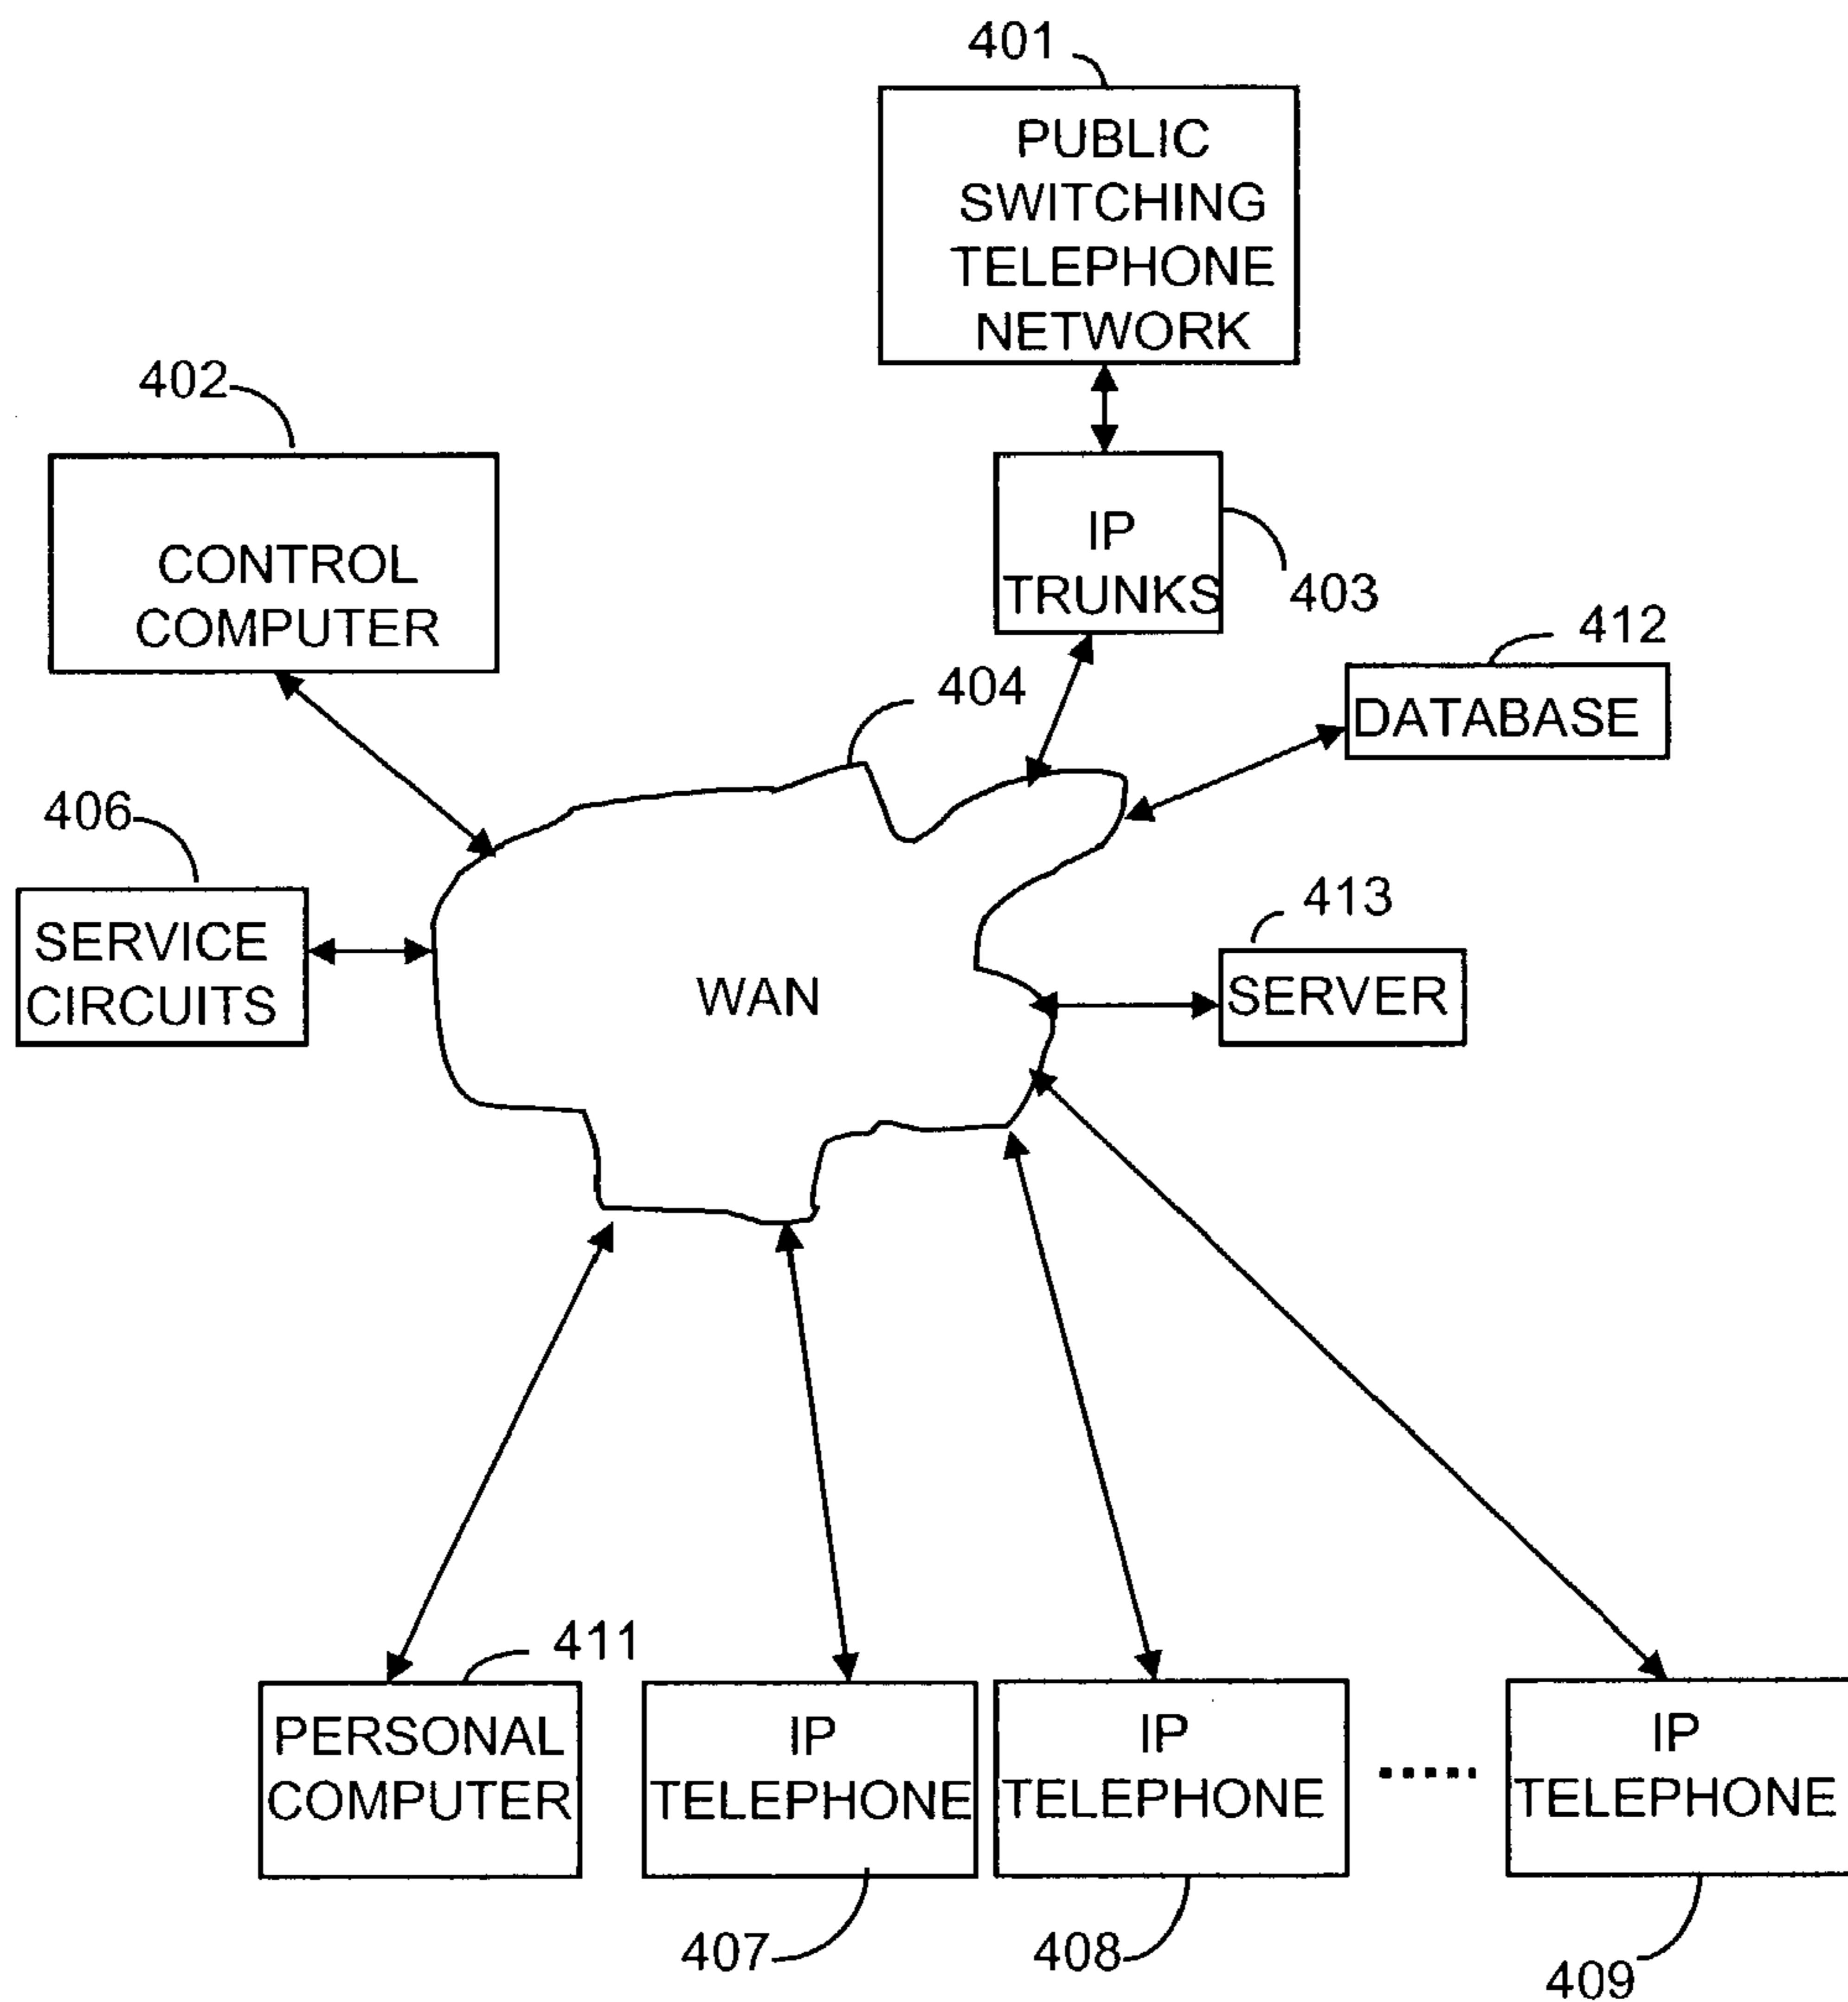 401
PUBLIC
SWITCHING
TELEPHONE
NETWORK
402
CONTROL
COMPUTER
IP
TRUNKS
403
412
DATABASE
404
406
SERVICE
CIRCUITS
WAN
413
SERVER
411
PERSONAL
COMPUTER
IP
TELEPHONE
407
IP
TELEPHONE
408
.....
IP
TELEPHONE
409